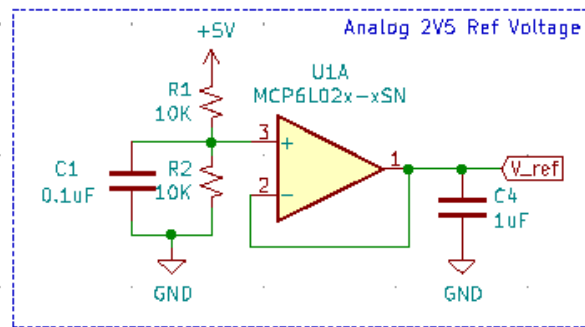 Analog 2V5 Ref Voltage
+5V
R1
10K
U1A
MCP6L02x-xSN
C1
0.1uF
R2
10K
3
+
2
-
1
V_ref
C4
1uF
GND
GND